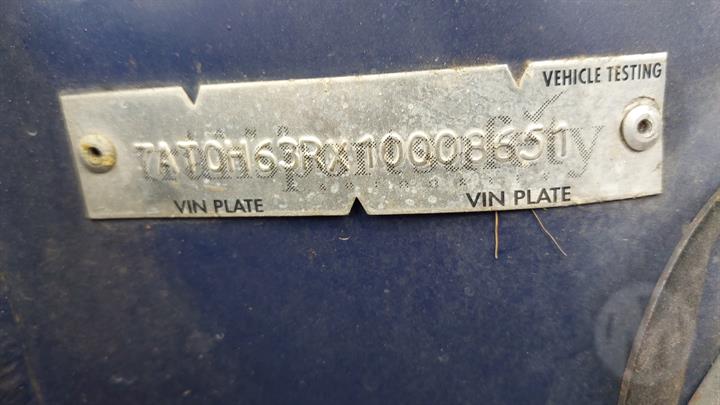 VEHICLE TESTING
7AT0H63RX10008651
VIN PLATE VIN PLATE